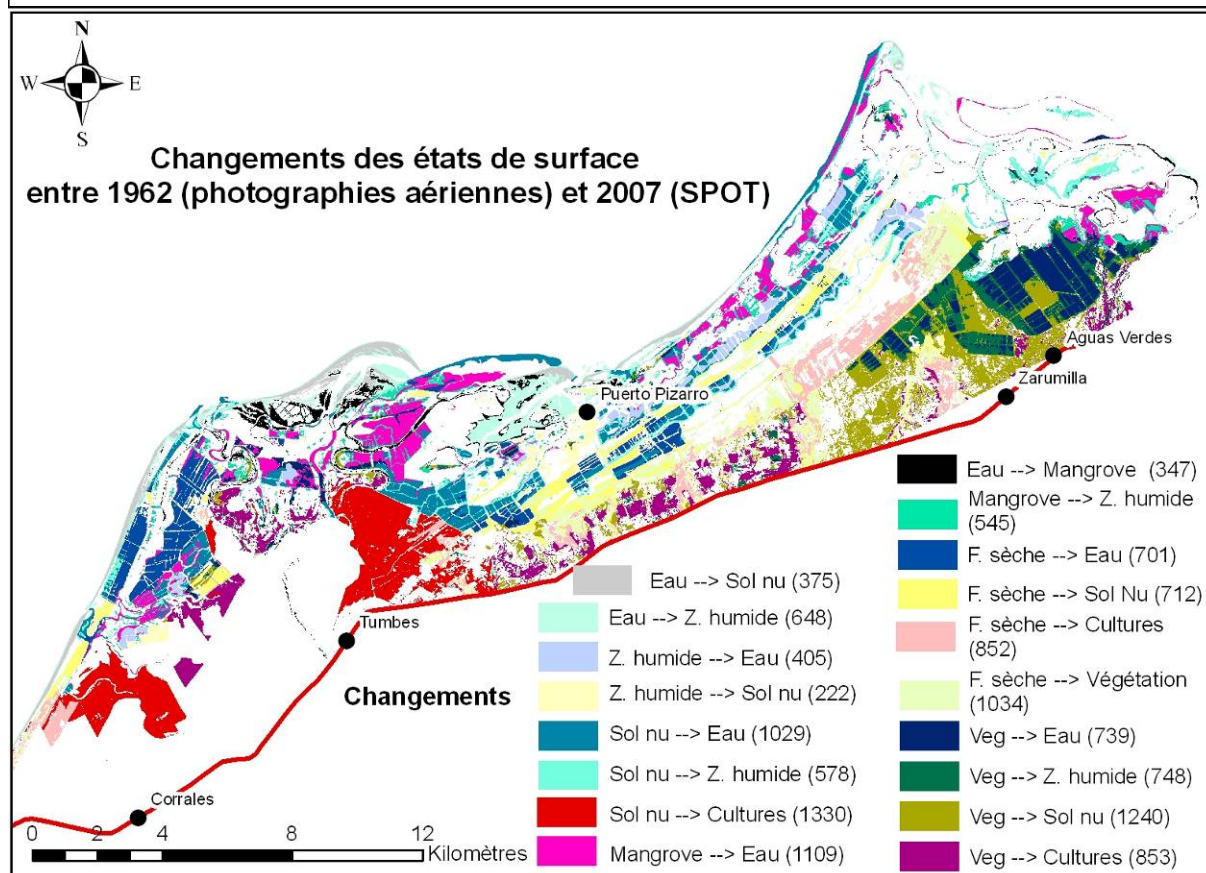 N
W
E
S
Changements des états de surface
entre 1962 (photographies aériennes) et 2007 (SPOT)
Aguas Verdes
Zarumilla
Puerto Pizarro
Tumbes
Corrales
Changements
Eau --> Sol nu (375)
Eau --> Z. humide (648)
Z. humide --> Eau (405)
Z. humide --> Sol nu (222)
Sol nu --> Eau (1029)
Sol nu --> Z. humide (578)
Sol nu --> Cultures (1330)
Mangrove --> Eau (1109)
Eau --> Mangrove (347)
Mangrove --> Z. humide
(545)
F. sèche --> Eau (701)
F. sèche --> Sol Nu (712)
F. sèche --> Cultures
(852)
F. sèche --> Végétation
(1034)
Veg --> Eau (739)
Veg --> Z. humide (748)
Veg --> Sol nu (1240)
Veg --> Cultures (853)
0 2 4 8 12
Kilomètres